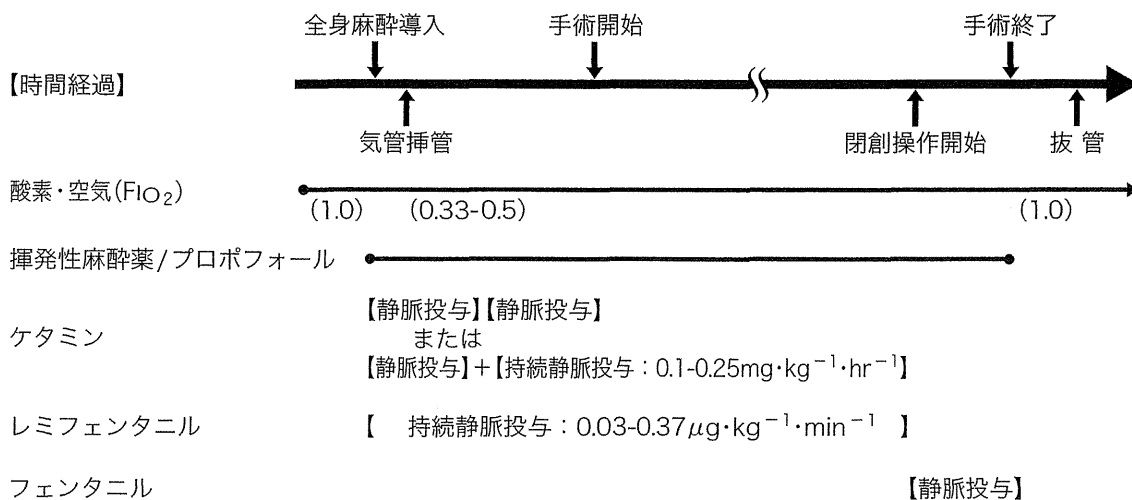 全身麻酔導入 手術開始 手術終了
【時間経過】
気管挿管 閉創操作開始 抜 管
酸素・空気(FIO₂)
(1.0) (0.33-0.5) (1.0)
揮発性麻酔薬/プロポフォール
【静脈投与】【静脈投与】
ケタミン または
【静脈投与】+【持続静脈投与：0.1-0.25mg·kg⁻¹·hr⁻¹】
レミフェンタニル 【 持続静脈投与：0.03-0.37μg·kg⁻¹·min⁻¹ 】
フェンタニル 【静脈投与】